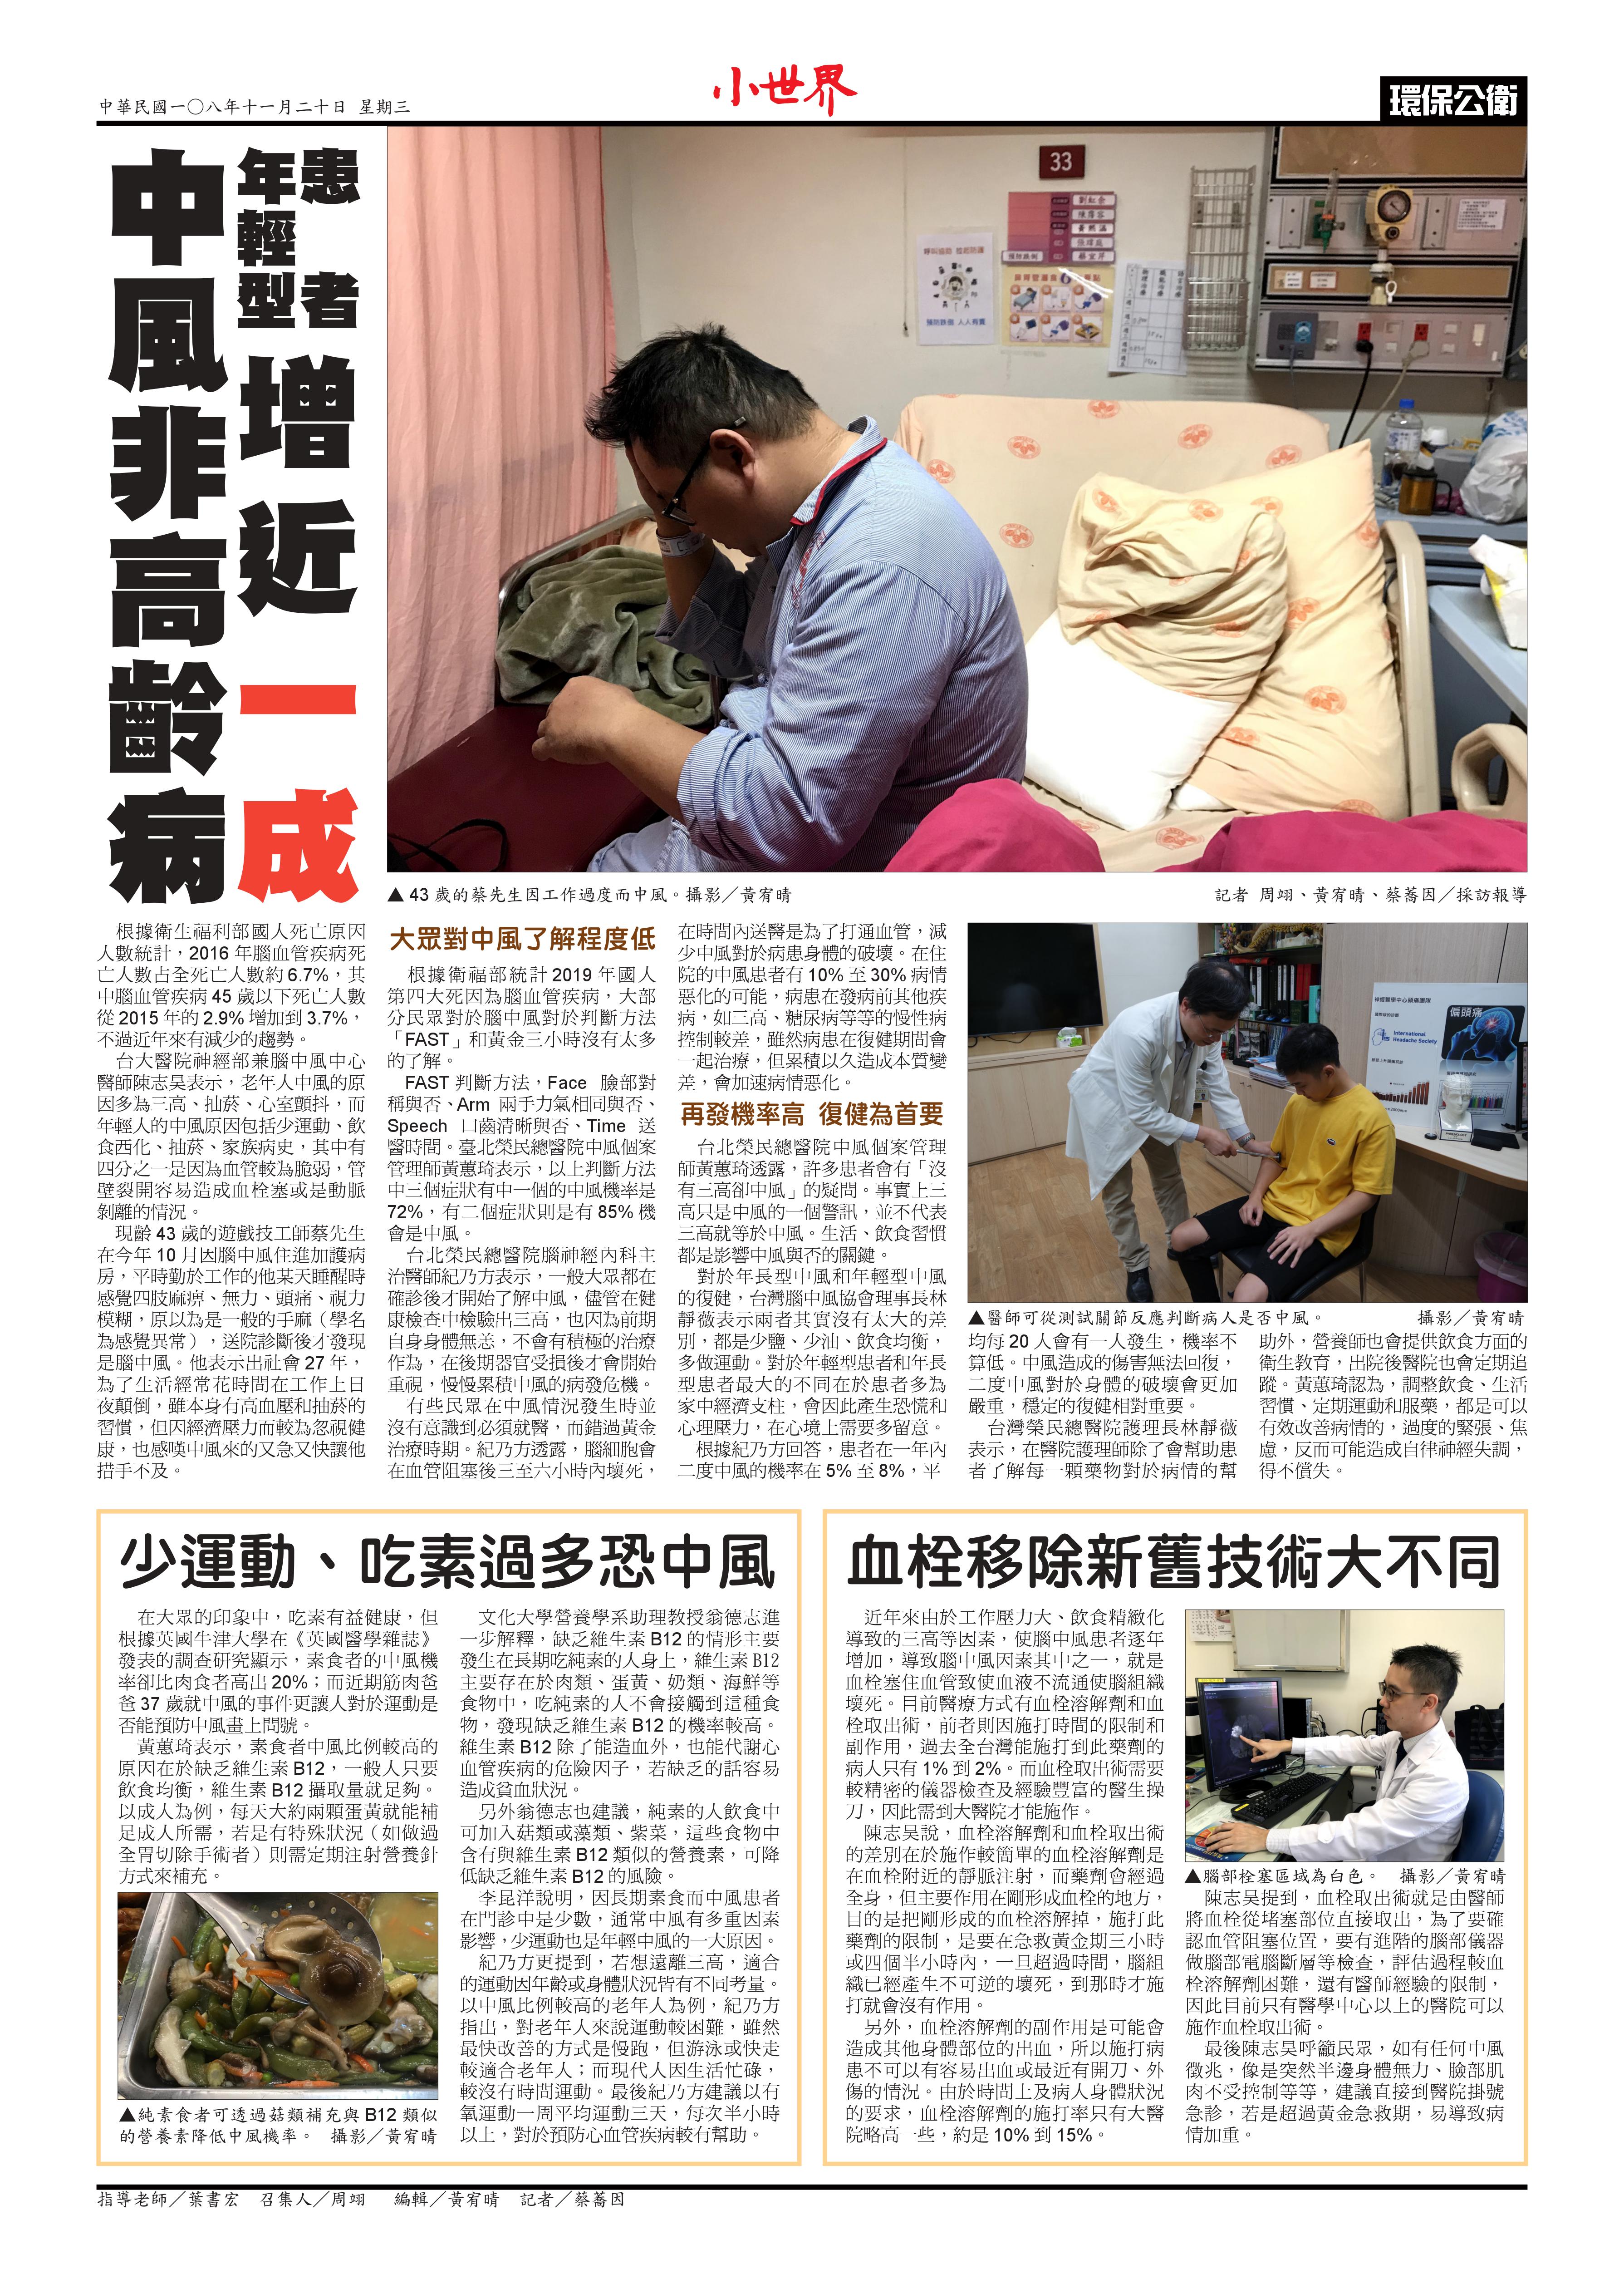 中華民國一〇八年十一月二十日 星期三
小世界
環保公衛
中風非高齡病
年輕型患者增近一成
33
▲ 43 歲的蔡先生因工作過度而中風。攝影／黃宥晴
記者 周翊、黃宥晴、蔡蕎因／採訪報導
根據衛生福利部國人死亡原因
人數統計，2016 年腦血管疾病死
亡人數占全死亡人數約 6.7%，其
中腦血管疾病 45 歲以下死亡人數
從 2015 年的 2.9% 增加到 3.7%，
不過近年來有減少的趨勢。
台大醫院神經部兼腦中風中心
醫師陳志昊表示，老年人中風的原
因多為三高、抽菸、心室顫抖，而
年輕人的中風原因包括少運動、飲
食西化、抽菸、家族病史，其中有
四分之一是因為血管較為脆弱，管
壁裂開容易造成血栓塞或是動脈
剝離的情況。
現齡 43 歲的遊戲技工師蔡先生
在今年 10 月因腦中風住進加護病
房，平時勤於工作的他某天睡醒時
感覺四肢麻痹、無力、頭痛、視力
模糊，原以為是一般的手麻（學名
為感覺異常），送院診斷後才發現
是腦中風。他表示出社會 27 年，
為了生活經常花時間在工作上日
夜顛倒，雖本身有高血壓和抽菸的
習慣，但因經濟壓力而較為忽視健
康，也感嘆中風來的又急又快讓他
措手不及。
大眾對中風了解程度低
根據衛福部統計 2019 年國人
第四大死因為腦血管疾病，大部
分民眾對於腦中風對於判斷方法
「FAST」和黃金三小時沒有太多
的了解。
FAST 判斷方法，Face 臉部對
稱與否、Arm 兩手力氣相同與否、
Speech 口齒清晰與否、Time 送
醫時間。臺北榮民總醫院中風個案
管理師黃蕙琦表示，以上判斷方法
中三個症狀有中一個的中風機率是
72%，有二個症狀則是有 85% 機
會是中風。
台北榮民總醫院腦神經內科主
治醫師紀乃方表示，一般大眾都在
確診後才開始了解中風，儘管在健
康檢查中檢驗出三高，也因為前期
自身身體無恙，不會有積極的治療
作為，在後期器官受損後才會開始
重視，慢慢累積中風的病發危機。
有些民眾在中風情況發生時並
沒有意識到必須就醫，而錯過黃金
治療時期。紀乃方透露，腦細胞會
在血管阻塞後三至六小時內壞死，
在時間內送醫是為了打通血管，減
少中風對於病患身體的破壞。在住
院的中風患者有 10% 至 30% 病情
惡化的可能，病患在發病前其他疾
病，如三高、糖尿病等等的慢性病
控制較差，雖然病患在復健期間會
一起治療，但累積以久造成本質變
差，會加速病情惡化。
再發機率高 復健為首要
台北榮民總醫院中風個案管理
師黃蕙琦透露，許多患者會有「沒
有三高卻中風」的疑問。事實上三
高只是中風的一個警訊，並不代表
三高就等於中風。生活、飲食習慣
都是影響中風與否的關鍵。
對於年長型中風和年輕型中風
的復健，台灣腦中風協會理事長林
靜薇表示兩者其實沒有太大的差
別，都是少鹽、少油、飲食均衡，
多做運動。對於年輕型患者和年長
型患者最大的不同在於患者多為
家中經濟支柱，會因此產生恐慌和
心理壓力，在心境上需要多留意。
根據紀乃方回答，患者在一年內
二度中風的機率在 5% 至 8%，平
偏頭痛
International
Headache Society
▲醫師可從測試關節反應判斷病人是否中風。 攝影／黃宥晴
均每 20 人會有一人發生，機率不
算低。中風造成的傷害無法回復，
二度中風對於身體的破壞會更加
嚴重，穩定的復健相對重要。
台灣榮民總醫院護理長林靜薇
表示，在醫院護理師除了會幫助患
者了解每一顆藥物對於病情的幫
助外，營養師也會提供飲食方面的
衛生教育，出院後醫院也會定期追
蹤。黃蕙琦認為，調整飲食、生活
習慣、定期運動和服藥，都是可以
有效改善病情的，過度的緊張、焦
慮，反而可能造成自律神經失調，
得不償失。
少運動、吃素過多恐中風
在大眾的印象中，吃素有益健康，但
根據英國牛津大學在《英國醫學雜誌》
發表的調查研究顯示，素食者的中風機
率卻比肉食者高出 20%；而近期筋肉爸
爸 37 歲就中風的事件更讓人對於運動是
否能預防中風畫上問號。
黃蕙琦表示，素食者中風比例較高的
原因在於缺乏維生素 B12，一般人只要
飲食均衡，維生素 B12 攝取量就足夠。
以成人為例，每天大約兩顆蛋黃就能補
足成人所需，若是有特殊狀況（如做過
全胃切除手術者）則需定期注射營養針
方式來補充。
▲純素食者可透過菇類補充與 B12 類似
的營養素降低中風機率。 攝影／黃宥晴
文化大學營養學系助理教授翁德志進
一步解釋，缺乏維生素 B12 的情形主要
發生在長期吃純素的人身上，維生素 B12
主要存在於肉類、蛋黃、奶類、海鮮等
食物中，吃純素的人不會接觸到這種食
物，發現缺乏維生素 B12 的機率較高。
維生素 B12 除了能造血外，也能代謝心
血管疾病的危險因子，若缺乏的話容易
造成貧血狀況。
另外翁德志也建議，純素的人飲食中
可加入菇類或藻類、紫菜，這些食物中
含有與維生素 B12 類似的營養素，可降
低缺乏維生素 B12 的風險。
李昆洋說明，因長期素食而中風患者
在門診中是少數，通常中風有多重因素
影響，少運動也是年輕中風的一大原因。
紀乃方更提到，若想遠離三高，適合
的運動因年齡或身體狀況皆有不同考量。
以中風比例較高的老年人為例，紀乃方
指出，對老年人來說運動較困難，雖然
最快改善的方式是慢跑，但游泳或快走
較適合老年人；而現代人因生活忙碌，
較沒有時間運動。最後紀乃方建議以有
氧運動一周平均運動三天，每次半小時
以上，對於預防心血管疾病較有幫助。
血栓移除新舊技術大不同
近年來由於工作壓力大、飲食精緻化
導致的三高等因素，使腦中風患者逐年
增加，導致腦中風因素其中之一，就是
血栓塞住血管致使血液不流通使腦組織
壞死。目前醫療方式有血栓溶解劑和血
栓取出術，前者則因施打時間的限制和
副作用，過去全台灣能施打到此藥劑的
病人只有 1% 到 2%。而血栓取出術需要
較精密的儀器檢查及經驗豐富的醫生操
刀，因此需到大醫院才能施作。
陳志昊說，血栓溶解劑和血栓取出術
的差別在於施作較簡單的血栓溶解劑是
在血栓附近的靜脈注射，而藥劑會經過
全身，但主要作用在剛形成血栓的地方，
目的是把剛形成的血栓溶解掉，施打此
藥劑的限制，是要在急救黃金期三小時
或四個半小時內，一旦超過時間，腦組
織已經產生不可逆的壞死，到那時才施
打就會沒有作用。
另外，血栓溶解劑的副作用是可能會
造成其他身體部位的出血，所以施打病
患不可以有容易出血或最近有開刀、外
傷的情況。由於時間上及病人身體狀況
的要求，血栓溶解劑的施打率只有大醫
院略高一些，約是 10% 到 15%。
▲腦部栓塞區域為白色。 攝影／黃宥晴
陳志昊提到，血栓取出術就是由醫師
將血栓從堵塞部位直接取出，為了要確
認血管阻塞位置，要有進階的腦部儀器
做腦部電腦斷層等檢查，評估過程較血
栓溶解劑困難，還有醫師經驗的限制，
因此目前只有醫學中心以上的醫院可以
施作血栓取出術。
最後陳志昊呼籲民眾，如有任何中風
徵兆，像是突然半邊身體無力、臉部肌
肉不受控制等等，建議直接到醫院掛號
急診，若是超過黃金急救期，易導致病
情加重。
指導老師／葉書宏 召集人／周翊 編輯／黃宥晴 記者／蔡蕎因